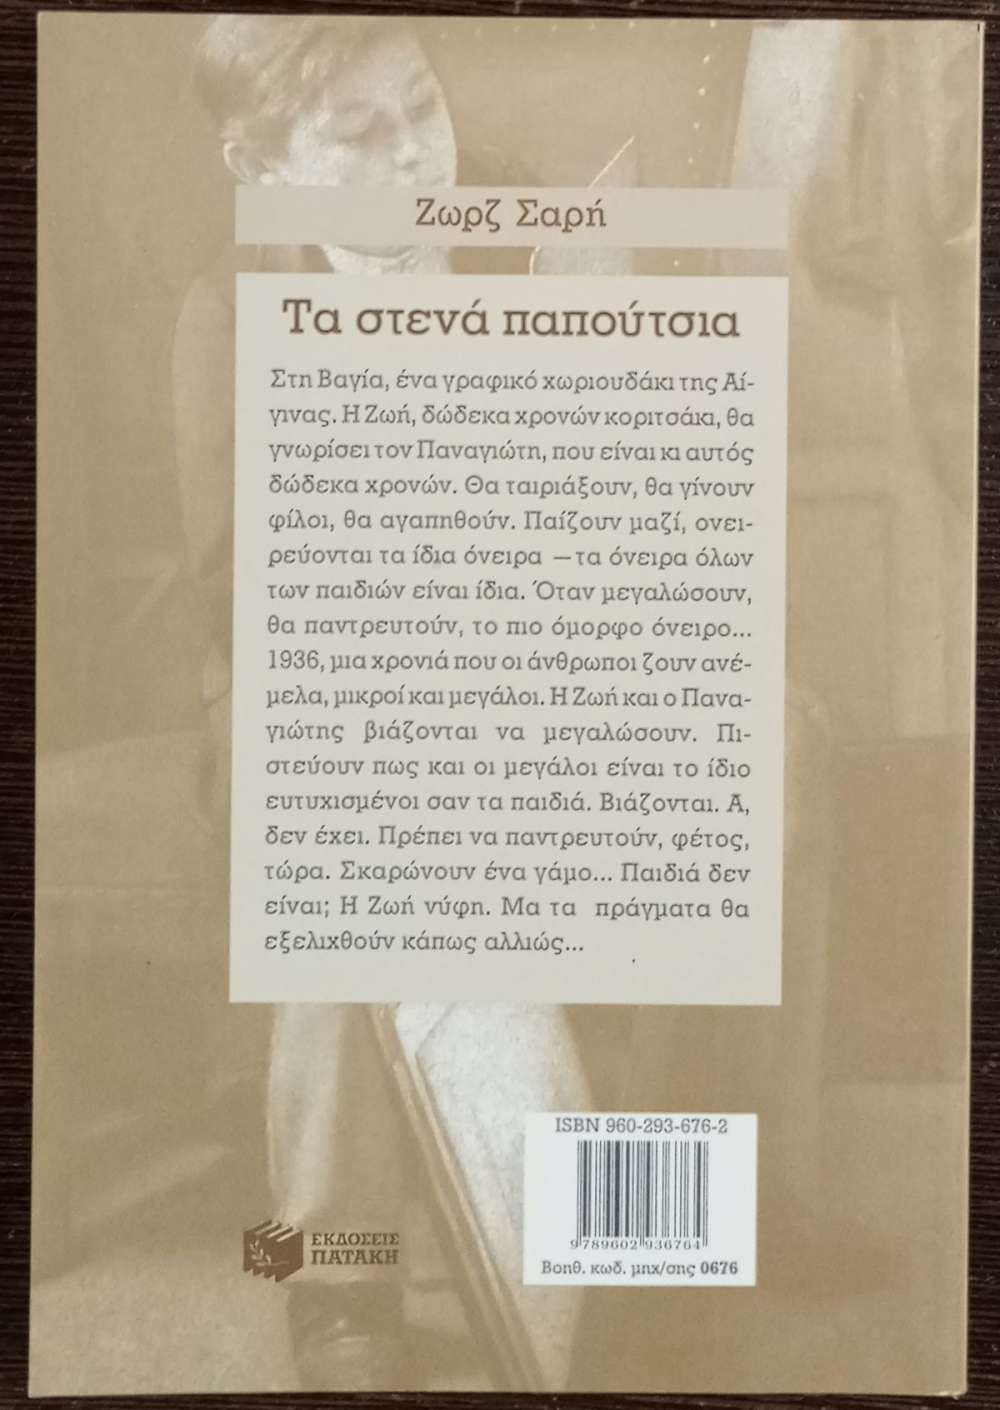 Ζωρζ Σαρή
Τα στενά παπούτσια
Στη Βαγία, ένα γραφικό χωριουδάκι της Αί-
γινας. Η Ζωή, δώδεκα χρονών κοριτσάκι, θα
γνωρίσει τον Παναγιώτη, που είναι κι αυτός
δώδεκα χρονών. Θα ταιριάξουν, θα γίνουν
φίλοι, θα αγαπηθούν. Παίζουν μαζί, ονει-
ρεύονται τα ίδια όνειρα —τα όνειρα όλων
των παιδιών είναι ίδια. Όταν μεγαλώσουν,
θα παντρευτούν, το πιο όμορφο όνειρο...
1936, μια χρονιά που οι άνθρωποι ζουν ανέ-
μελα, μικροί και μεγάλοι. Η Ζωή και ο Πανα-
γιώτης βιάζονται να μεγαλώσουν. Πι-
στεύουν πως και οι μεγάλοι είναι το ίδιο
ευτυχισμένοι σαν τα παιδιά. Βιάζονται. Α,
δεν έχει. Πρέπει να παντρευτούν, φέτος,
τώρα. Σκαρώνουν ένα γάμο... Παιδιά δεν
είναι; Η Ζωή νύφη. Μα τα πράγματα θα
εξελιχθούν κάπως αλλιώς...
ISBN 960-293-676-2
9 789602 936764
Βοηθ. κωδ. μηχ/σης 0676
ΕΚΔΟΣΕΙΣ
ΠΑΤΑΚΗ